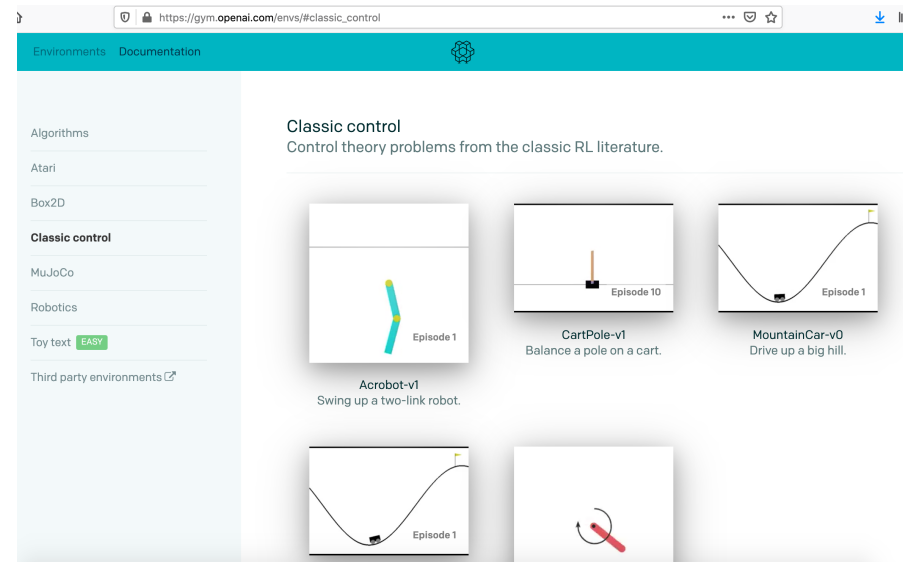 https://gym.openai.com/envs/#classic_control
Environments Documentation
Algorithms
Atari
Box2D
Classic control
MuJoCo
Robotics
Toy text EASY
Third party environments
Classic control
Control theory problems from the classic RL literature.
Episode 1
Acrobot-v1
Swing up a two-link robot.
Episode 10
CartPole-v1
Balance a pole on a cart.
Episode 1
MountainCar-v0
Drive up a big hill.
Episode 1